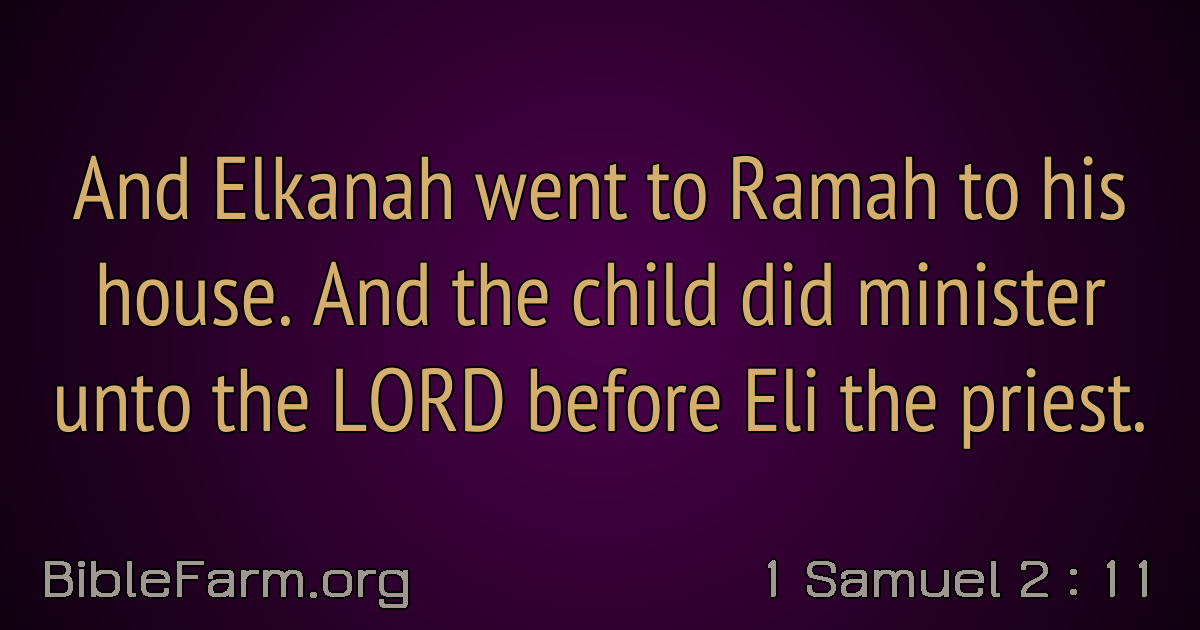 And Elkanah went to Ramah to his
house. And the child did minister
unto the LORD before Eli the priest.
BibleFarm.org
1 Samuel 2 : 11